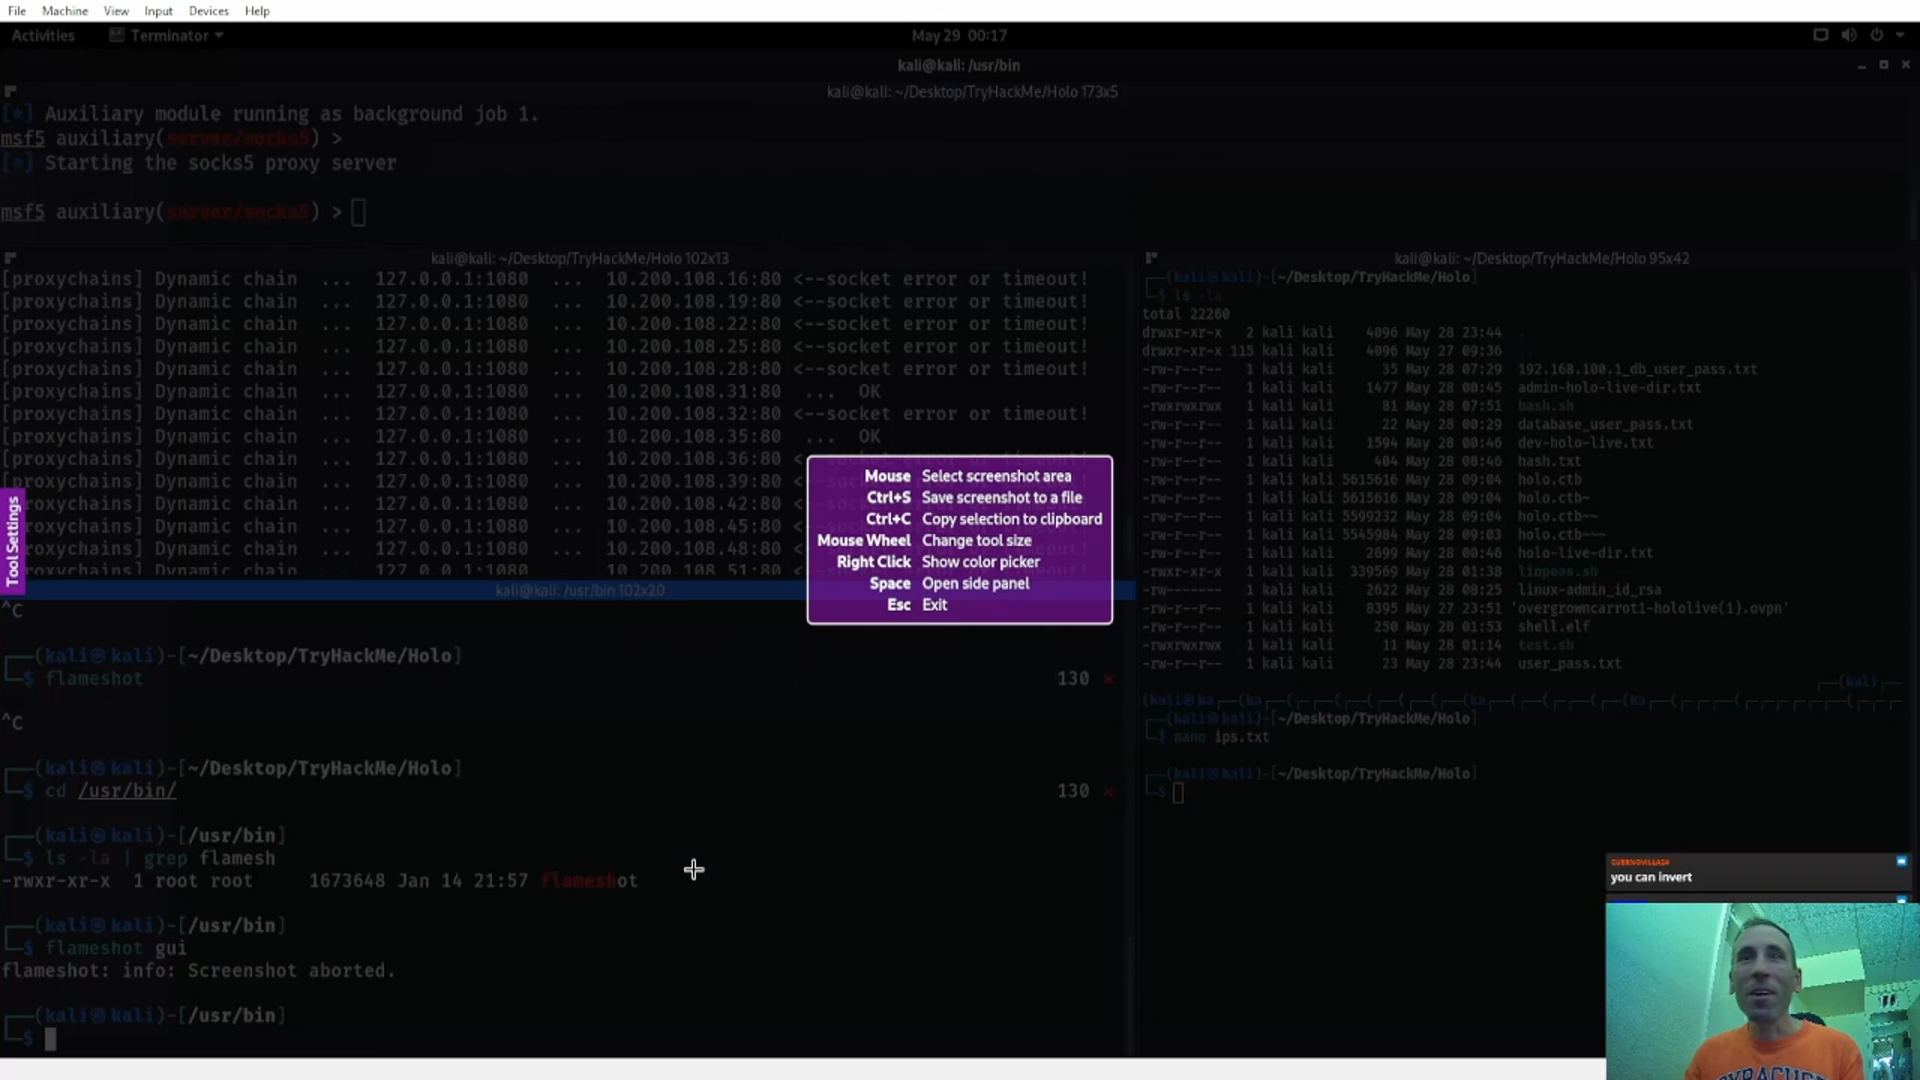 File Machine View Input Devices Help
Activities Terminator May 29 00:17
kali@kali: /usr/bin
kali@kali: ~/Desktop/TryHackMe/Holo 173x5
[*] Auxiliary module running as background job 1.
msf5 auxiliary(server/socks5) >
[*] Starting the socks5 proxy server
msf5 auxiliary(server/socks5) >
kali@kali: ~/Desktop/TryHackMe/Holo 102x13
[proxychains] Dynamic chain ... 127.0.0.1:1080 ... 10.200.108.16:80 <--socket error or timeout!
[proxychains] Dynamic chain ... 127.0.0.1:1080 ... 10.200.108.19:80 <--socket error or timeout!
[proxychains] Dynamic chain ... 127.0.0.1:1080 ... 10.200.108.22:80 <--socket error or timeout!
[proxychains] Dynamic chain ... 127.0.0.1:1080 ... 10.200.108.25:80 <--socket error or timeout!
[proxychains] Dynamic chain ... 127.0.0.1:1080 ... 10.200.108.28:80 <--socket error or timeout!
[proxychains] Dynamic chain ... 127.0.0.1:1080 ... 10.200.108.31:80 ... OK
[proxychains] Dynamic chain ... 127.0.0.1:1080 ... 10.200.108.32:80 <--socket error or timeout!
[proxychains] Dynamic chain ... 127.0.0.1:1080 ... 10.200.108.35:80 ... OK
[proxychains] Dynamic chain ... 127.0.0.1:1080 ... 10.200.108.36:80 <
[proxychains] Dynamic chain ... 127.0.0.1:1080 ... 10.200.108.39:80
[proxychains] Dynamic chain ... 127.0.0.1:1080 ... 10.200.108.42:80
[proxychains] Dynamic chain ... 127.0.0.1:1080 ... 10.200.108.45:80
[proxychains] Dynamic chain ... 127.0.0.1:1080 ... 10.200.108.48:80
[proxychains] Dynamic chain ... 127.0.0.1:1080 ... 10.200.108.51:80
Tool Settings
Mouse Select screenshot area
Ctrl+S Save screenshot to a file
Ctrl+C Copy selection to clipboard
Mouse Wheel Change tool size
Right Click Show color picker
Space Open side panel
Esc Exit
kali@kali: /usr/bin 102x20
^C
(kali㉿kali)-[~/Desktop/TryHackMe/Holo]
$ flameshot 130 ⨯
^C
(kali㉿kali)-[~/Desktop/TryHackMe/Holo]
$ cd /usr/bin/ 130 ⨯
(kali㉿kali)-[/usr/bin]
$ ls -la | grep flamesh
-rwxr-xr-x 1 root root 1673648 Jan 14 21:57 flameshot
(kali㉿kali)-[/usr/bin]
$ flameshot gui
flameshot: info: Screenshot aborted.
(kali㉿kali)-[/usr/bin]
$
kali@kali: ~/Desktop/TryHackMe/Holo 95x42
(kali㉿kali)-[~/Desktop/TryHackMe/Holo]
$ ls -la
total 22260
drwxr-xr-x 2 kali kali 4096 May 28 23:44 .
drwxr-xr-x 115 kali kali 4096 May 27 09:36 ..
-rw-r--r-- 1 kali kali 35 May 28 07:29 192.168.100.1_db_user_pass.txt
-rw-r--r-- 1 kali kali 1477 May 28 00:45 admin-holo-live-dir.txt
-rwxrwxrwx 1 kali kali 81 May 28 07:51 bash.sh
-rw-r--r-- 1 kali kali 22 May 28 00:29 database_user_pass.txt
-rw-r--r-- 1 kali kali 1594 May 28 00:46 dev-holo-live.txt
-rw-r--r-- 1 kali kali 404 May 28 08:46 hash.txt
-rw-r--r-- 1 kali kali 5615616 May 28 09:04 holo.ctb
-rw-r--r-- 1 kali kali 5615616 May 28 09:04 holo.ctb~
-rw-r--r-- 1 kali kali 5599232 May 28 09:04 holo.ctb~~
-rw-r--r-- 1 kali kali 5545984 May 28 09:03 holo.ctb~~~
-rw-r--r-- 1 kali kali 2699 May 28 00:46 holo-live-dir.txt
-rwxr-xr-x 1 kali kali 339569 May 28 01:38 linpeas.sh
-rw------- 1 kali kali 2622 May 28 08:25 linux-admin_id_rsa
-rw-r--r-- 1 kali kali 8395 May 27 23:51 'overgrowncarrot1-hololive(1).ovpn'
-rw-r--r-- 1 kali kali 250 May 28 01:53 shell.elf
-rwxrwxrwx 1 kali kali 11 May 28 01:14 test.sh
-rw-r--r-- 1 kali kali 23 May 28 23:44 user_pass.txt
(kali
(kali㉿ka (ka ( ( ( ( (ka ( ( ( (ka
(kali㉿kali)-[~/Desktop/TryHackMe/Holo]
$ nano ips.txt
(kali㉿kali)-[~/Desktop/TryHackMe/Holo]
$
you can invert